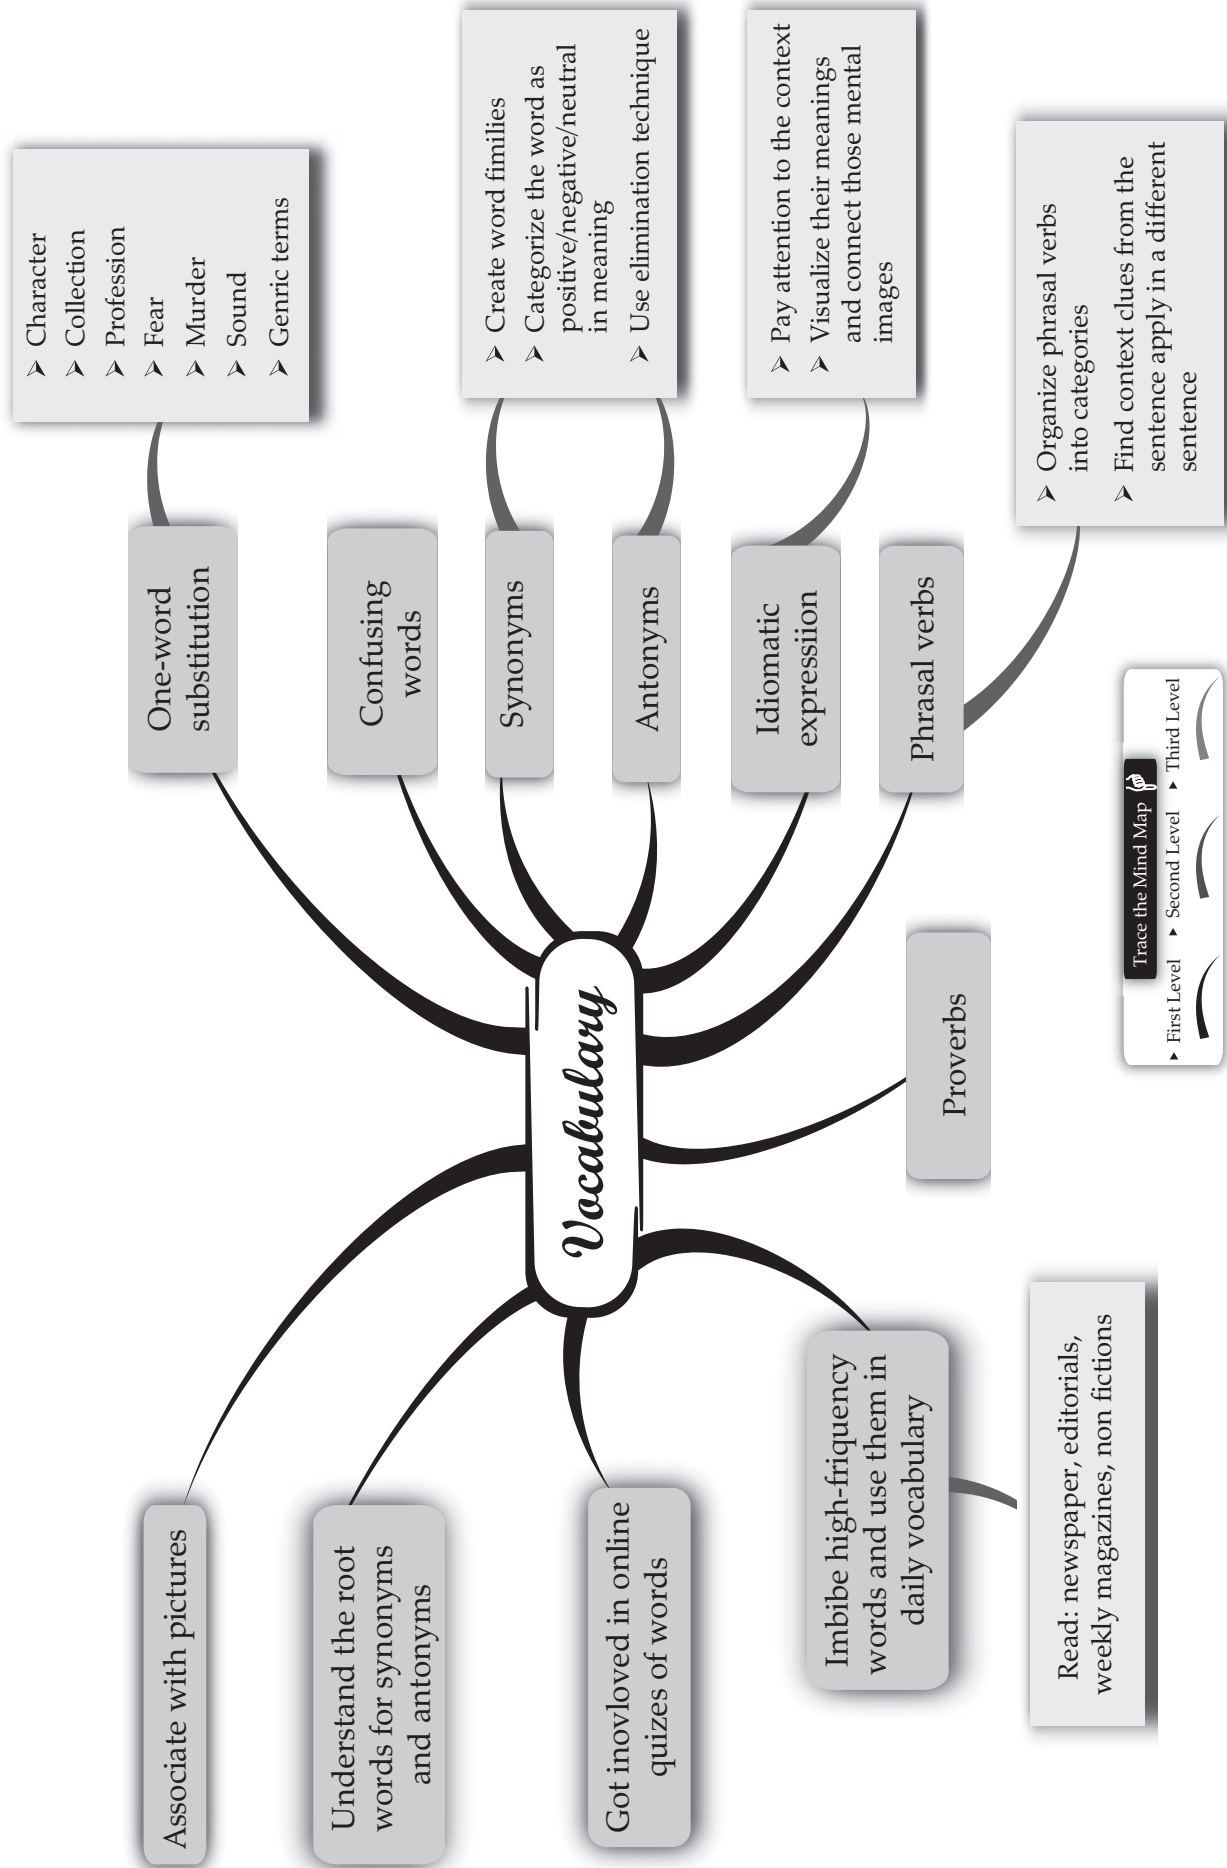 Associate with pictures
Understand the root
words for synonyms
and antonyms
Got inovloved in online
quizes of words
Imbibe high-friquency
words and use them in
daily vocabulary
Read: newspaper, editorials,
weekly magazines, non fictions
Vocabulary
One-word
substitution
➢ Character
➢ Collection
➢ Profession
➢ Fear
➢ Murder
➢ Sound
➢ Genric terms
Confusing
words
Synonyms
Antonyms
➢ Create word fimilies
➢ Categorize the word as
positive/negative/neutral
in meaning
➢ Use elimination technique
Idiomatic
expressiion
➢ Pay attention to the context
➢ Visualize their meanings
and connect those mental
images
Phrasal verbs
➢ Organize phrasal verbs
into categories
➢ Find context clues from the
sentence apply in a different
sentence
Proverbs
Trace the Mind Map
▶ First Level ▶ Second Level ▶ Third Level